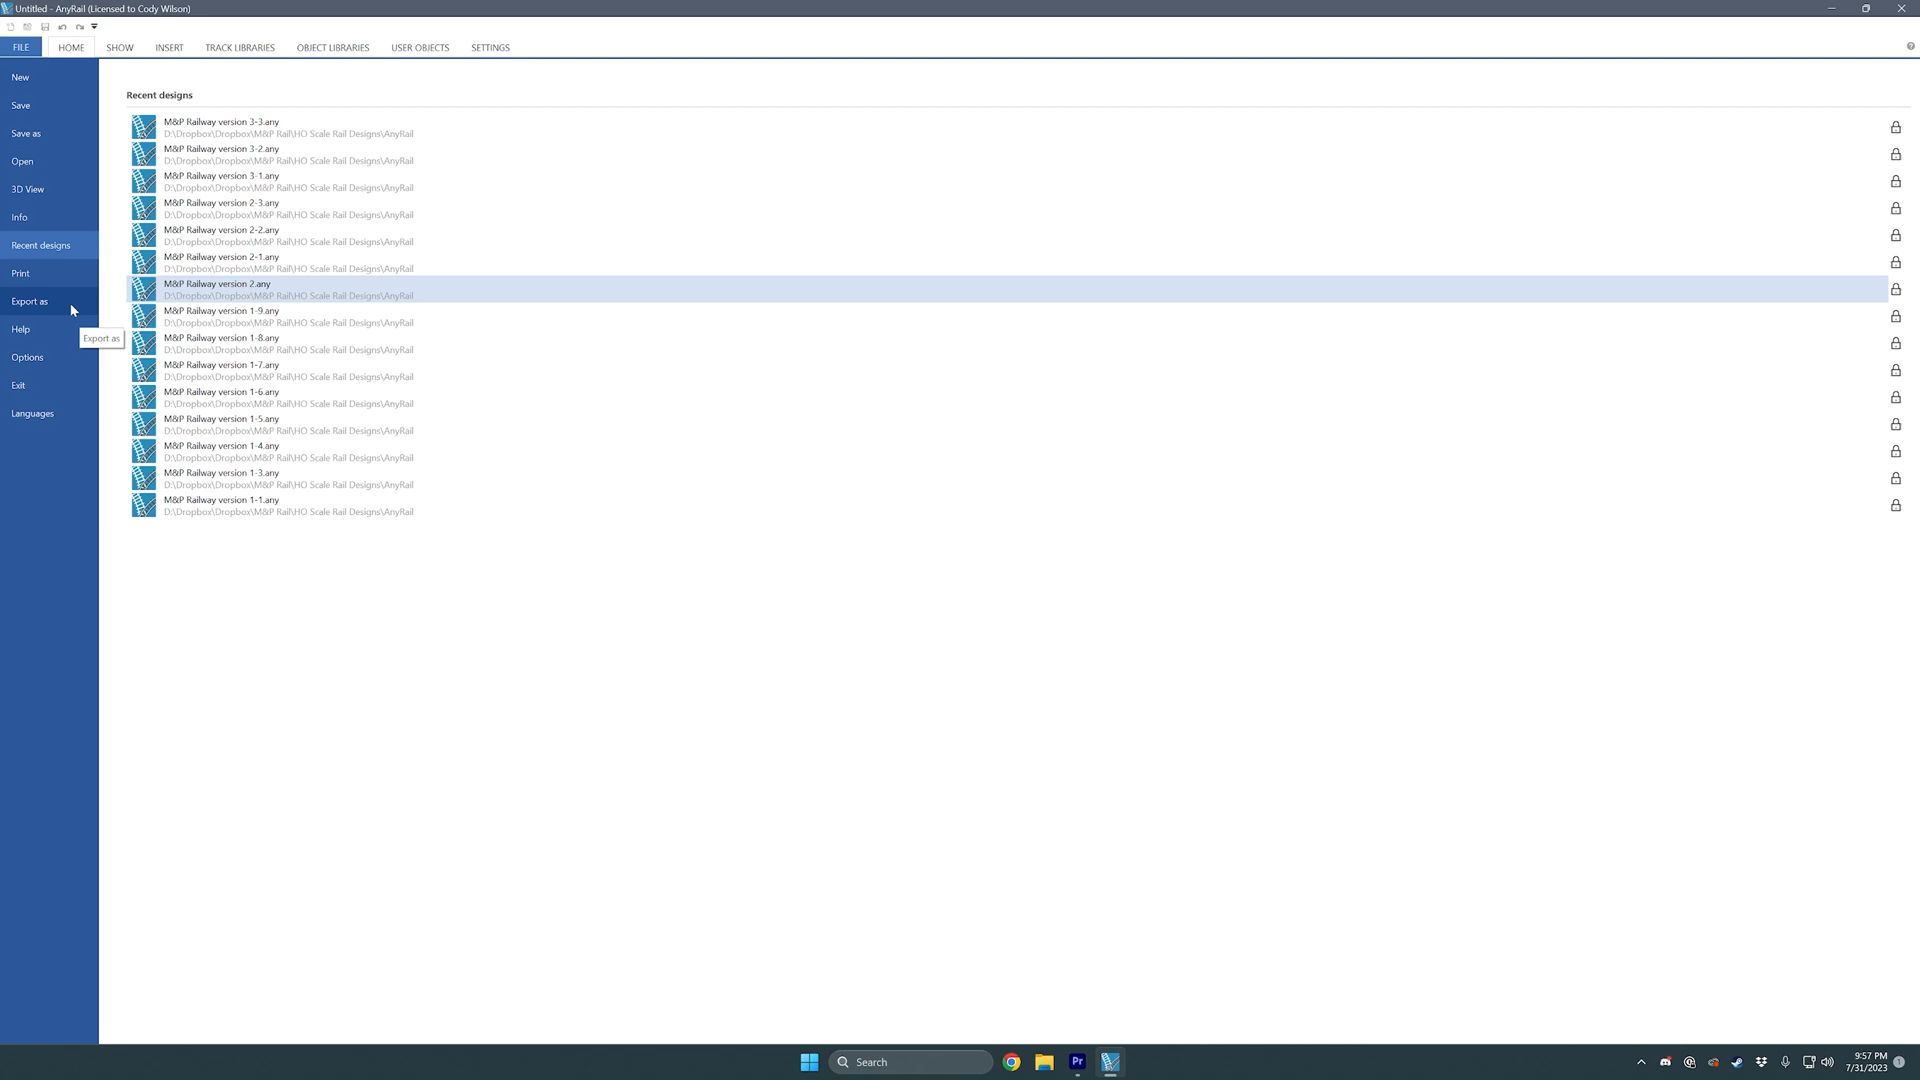 Untitled - AnyRail (Licensed to Cody Wilson)
FILE HOME SHOW INSERT TRACK LIBRARIES OBJECT LIBRARIES USER OBJECTS SETTINGS
New
Save
Save as
Open
3D View
Info
Recent designs
Print
Export as
Help
Options
Exit
Languages
Export as
Recent designs
M&P Railway version 3-3.any
D:\Dropbox\Dropbox\M&P Rail\HO Scale Rail Designs\AnyRail
M&P Railway version 3-2.any
D:\Dropbox\Dropbox\M&P Rail\HO Scale Rail Designs\AnyRail
M&P Railway version 3-1.any
D:\Dropbox\Dropbox\M&P Rail\HO Scale Rail Designs\AnyRail
M&P Railway version 2-3.any
D:\Dropbox\Dropbox\M&P Rail\HO Scale Rail Designs\AnyRail
M&P Railway version 2-2.any
D:\Dropbox\Dropbox\M&P Rail\HO Scale Rail Designs\AnyRail
M&P Railway version 2-1.any
D:\Dropbox\Dropbox\M&P Rail\HO Scale Rail Designs\AnyRail
M&P Railway version 2.any
D:\Dropbox\Dropbox\M&P Rail\HO Scale Rail Designs\AnyRail
M&P Railway version 1-9.any
D:\Dropbox\Dropbox\M&P Rail\HO Scale Rail Designs\AnyRail
M&P Railway version 1-8.any
D:\Dropbox\Dropbox\M&P Rail\HO Scale Rail Designs\AnyRail
M&P Railway version 1-7.any
D:\Dropbox\Dropbox\M&P Rail\HO Scale Rail Designs\AnyRail
M&P Railway version 1-6.any
D:\Dropbox\Dropbox\M&P Rail\HO Scale Rail Designs\AnyRail
M&P Railway version 1-5.any
D:\Dropbox\Dropbox\M&P Rail\HO Scale Rail Designs\AnyRail
M&P Railway version 1-4.any
D:\Dropbox\Dropbox\M&P Rail\HO Scale Rail Designs\AnyRail
M&P Railway version 1-3.any
D:\Dropbox\Dropbox\M&P Rail\HO Scale Rail Designs\AnyRail
M&P Railway version 1-1.any
D:\Dropbox\Dropbox\M&P Rail\HO Scale Rail Designs\AnyRail
Search
Pr
9:57 PM
7/31/2023
1